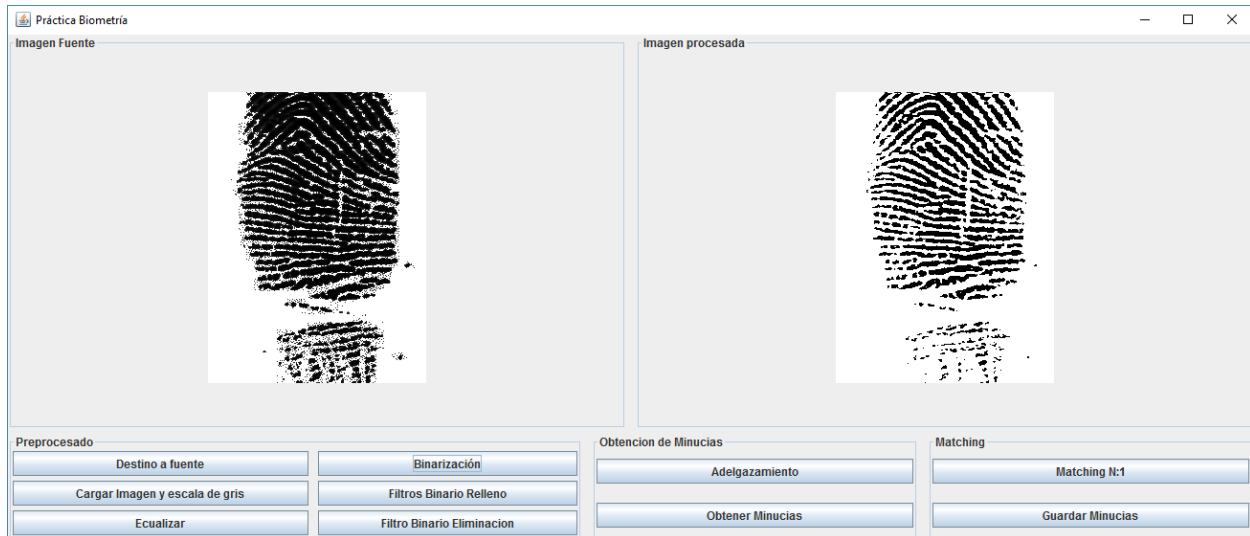 Práctica Biometría
Imagen Fuente
Imagen procesada
Preprocesado
Destino a fuente
Binarización
Cargar Imagen y escala de gris
Filtros Binario Relleno
Ecualizar
Filtro Binario Eliminacion
Obtencion de Minucias
Adelgazamiento
Obtener Minucias
Matching
Matching N:1
Guardar Minucias